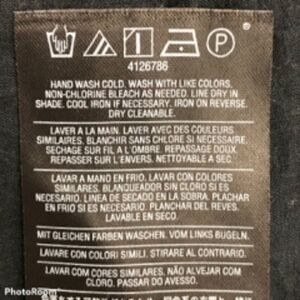 P
4126786
HAND WASH COLD. WASH WITH LIKE COLORS.
NON-CHLORINE BLEACH AS NEEDED. LINE DRY IN
SHADE. COOL IRON IF NECESSARY. IRON ON REVERSE.
DRY CLEANABLE.
LAVER A LA MAIN. LAVER AVEC DES COULEURS
SIMILAIRES. BLANCHIR SANS CHLORE SI NECESSAIRE.
SECHAGE SUR FIL A L'OMBRE. REPASSAGE DOUX.
REPASSER SUR L'ENVERS. NETTOYABLE A SEC.
LAVAR A MANO EN FRIO. LAVAR CON COLORES
SIMILARES. BLANQUEADOR SIN CLORO SI ES
NECESARIO. LINEA DE SECADO EN LA SOBRA. PLANCHAR
EN FRIO SI ES NECESARIO. PLANCHAR DEL REVES.
LAVABLE EN SECO.
MIT GLEICHEN FARBEN WASCHEN. VOM LINKS BUGELN.
LAVARE CON COLORI SIMILI. STIRARE AL CONTRARIO.
LAVAR COM CORES SIMILARES. NÃO ALVEJAR COM
CLORO. PASSAR DO AVESSO.
PhotoRoom